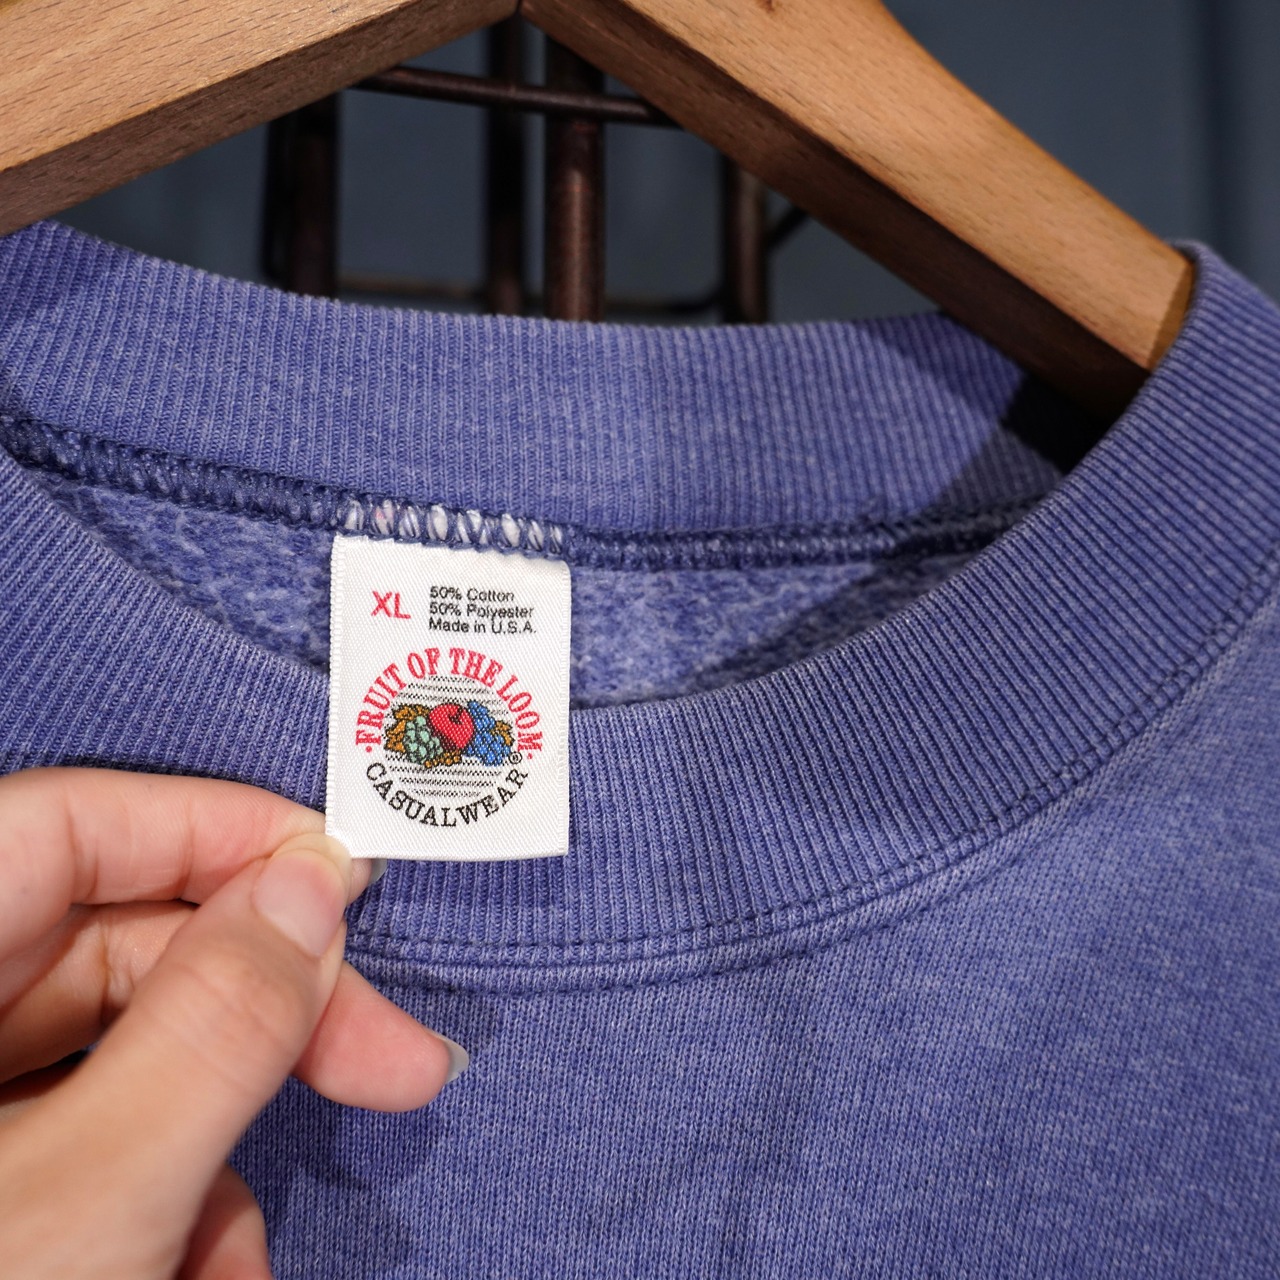 XL
50% Cotton
50% Polyester
Made in U.S.A.
·FRUIT OF THE LOOM·
®
CASUALWEAR